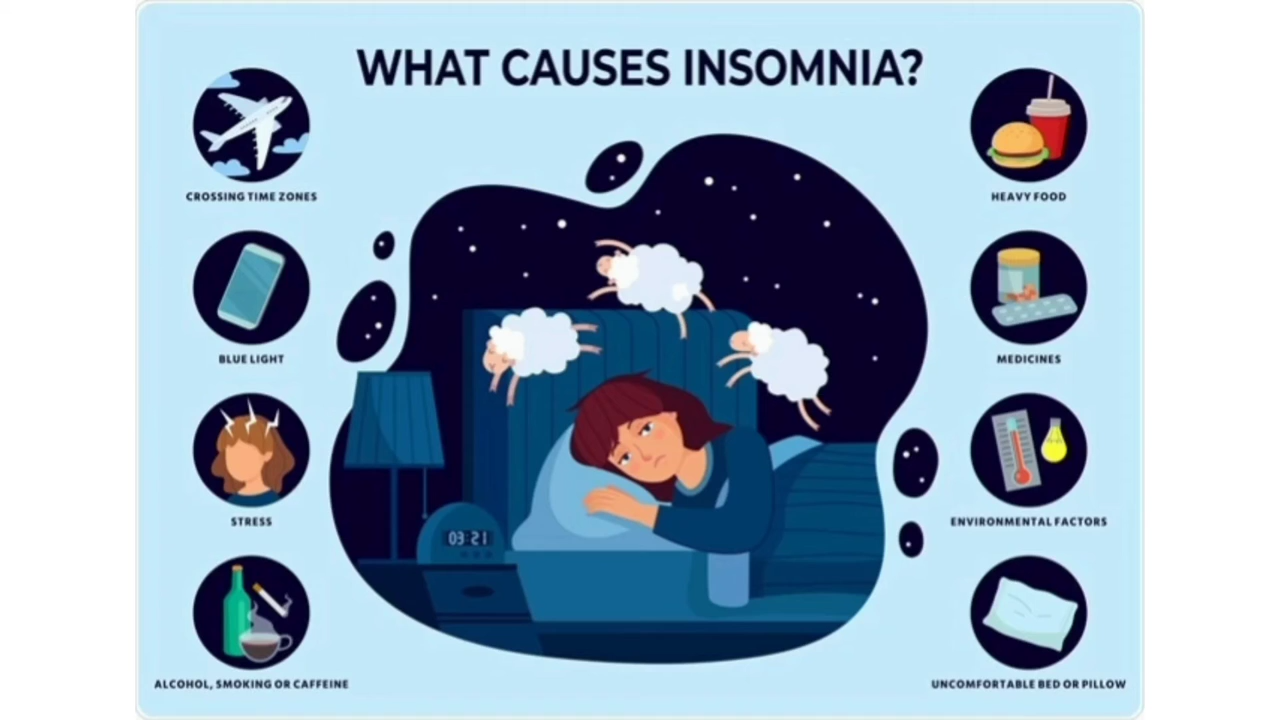 WHAT CAUSES INSOMNIA?
CROSSING TIME ZONES
BLUE LIGHT
STRESS
ALCOHOL, SMOKING OR CAFFEINE
03:21
HEAVY FOOD
MEDICINES
ENVIRONMENTAL FACTORS
UNCOMFORTABLE BED OR PILLOW